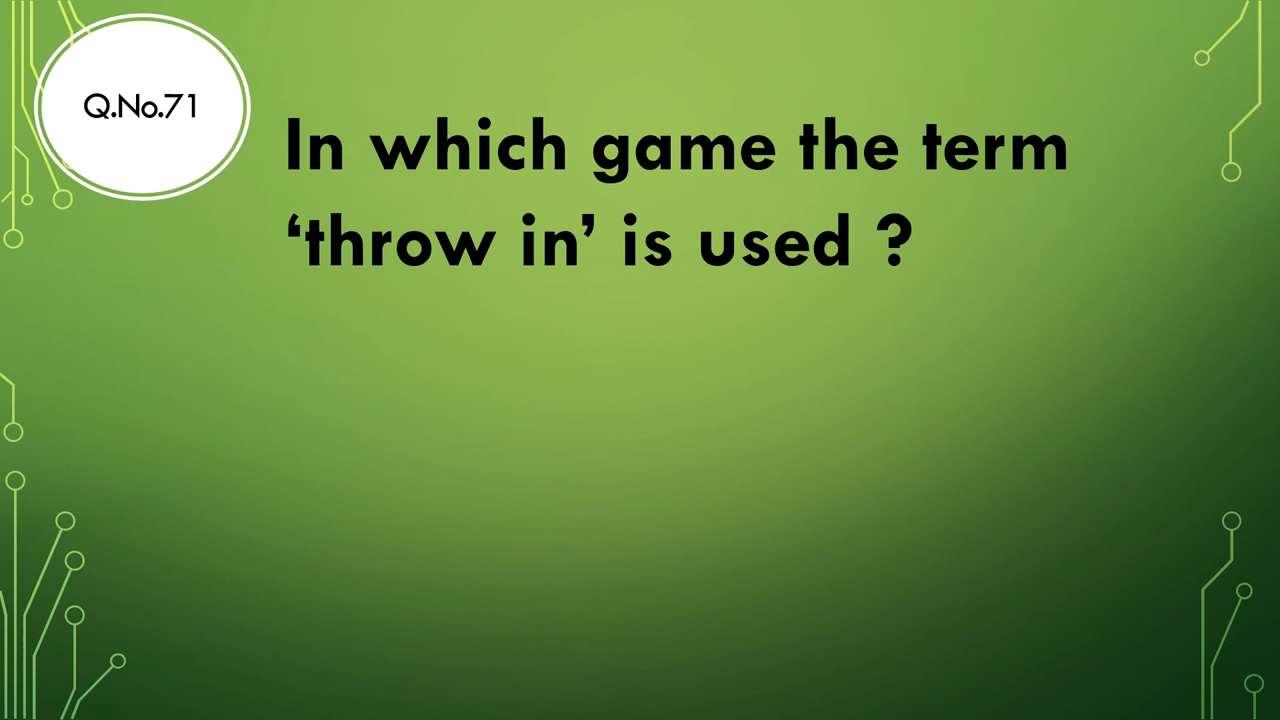 Q.No.71
In which game the term
‘throw in’ is used ?